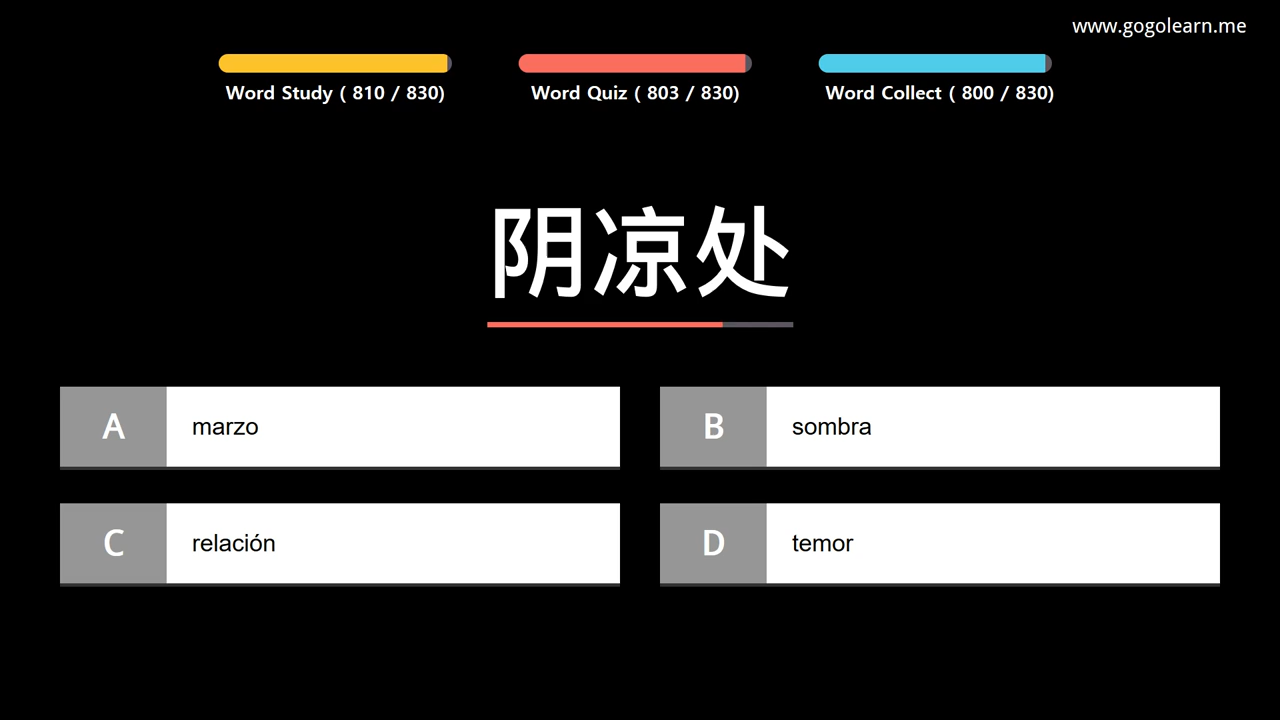 www.gogolearn.me
Word Study ( 810 / 830)
Word Quiz ( 803 / 830)
Word Collect ( 800 / 830)
阴凉处
A marzo
B sombra
C relación
D temor